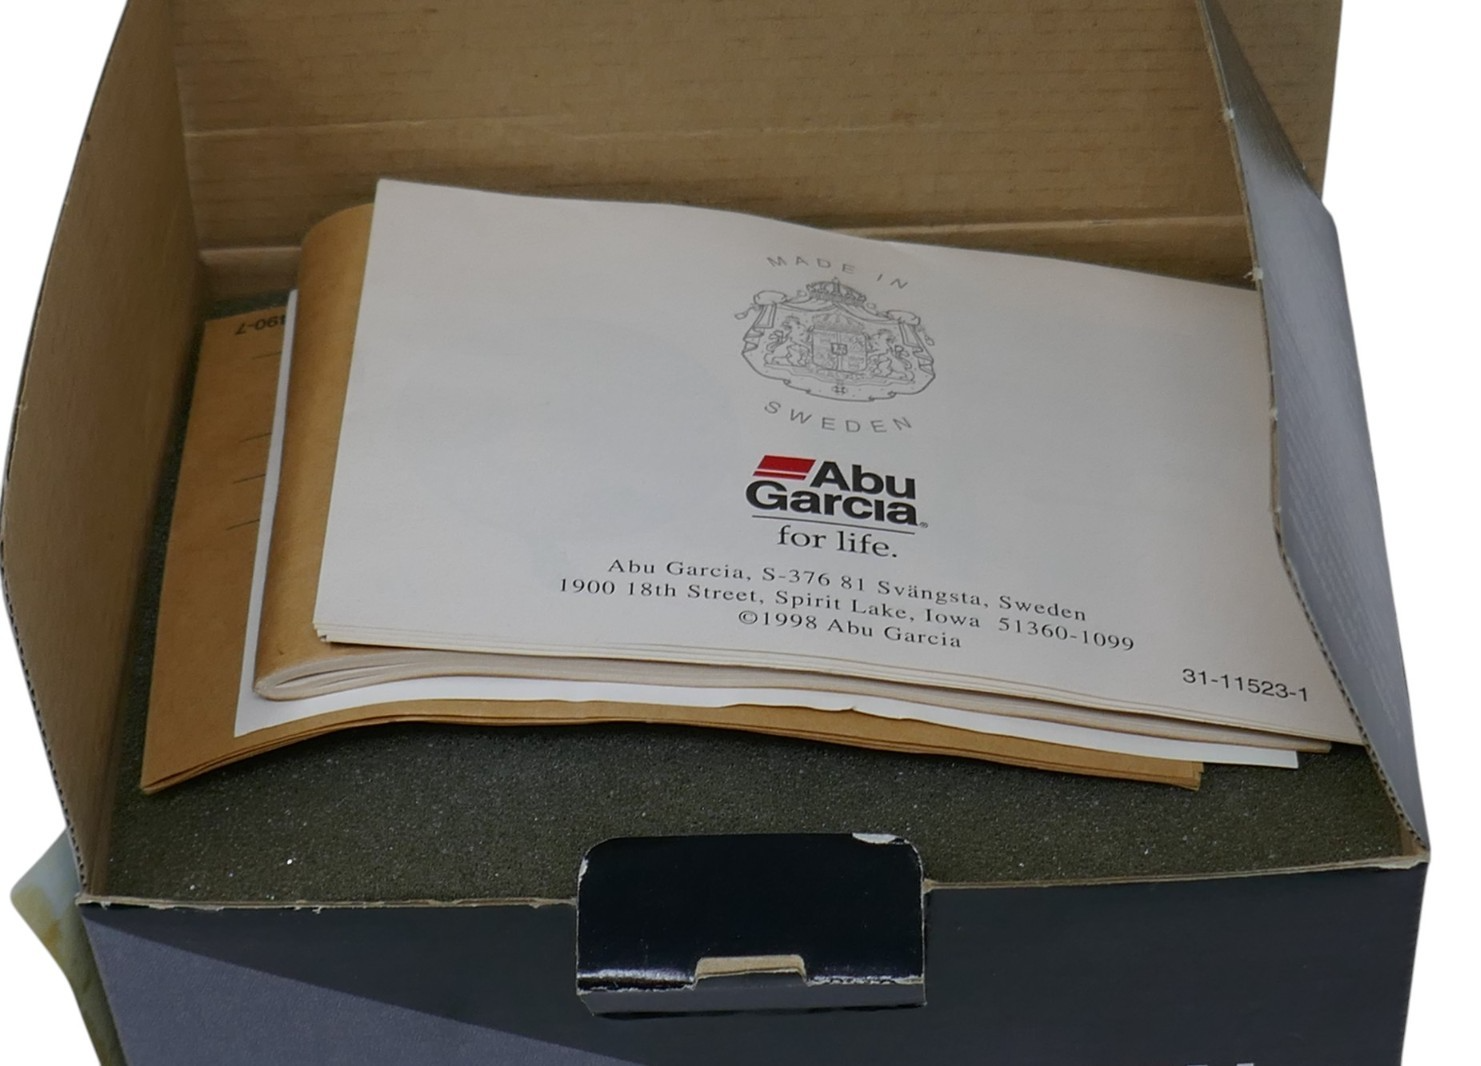 MADE IN
SWEDEN
Abu
Garcia®
for life.
Abu Garcia, S-376 81 Svängsta, Sweden
1900 18th Street, Spirit Lake, Iowa 51360-1099
©1998 Abu Garcia
31-11523-1